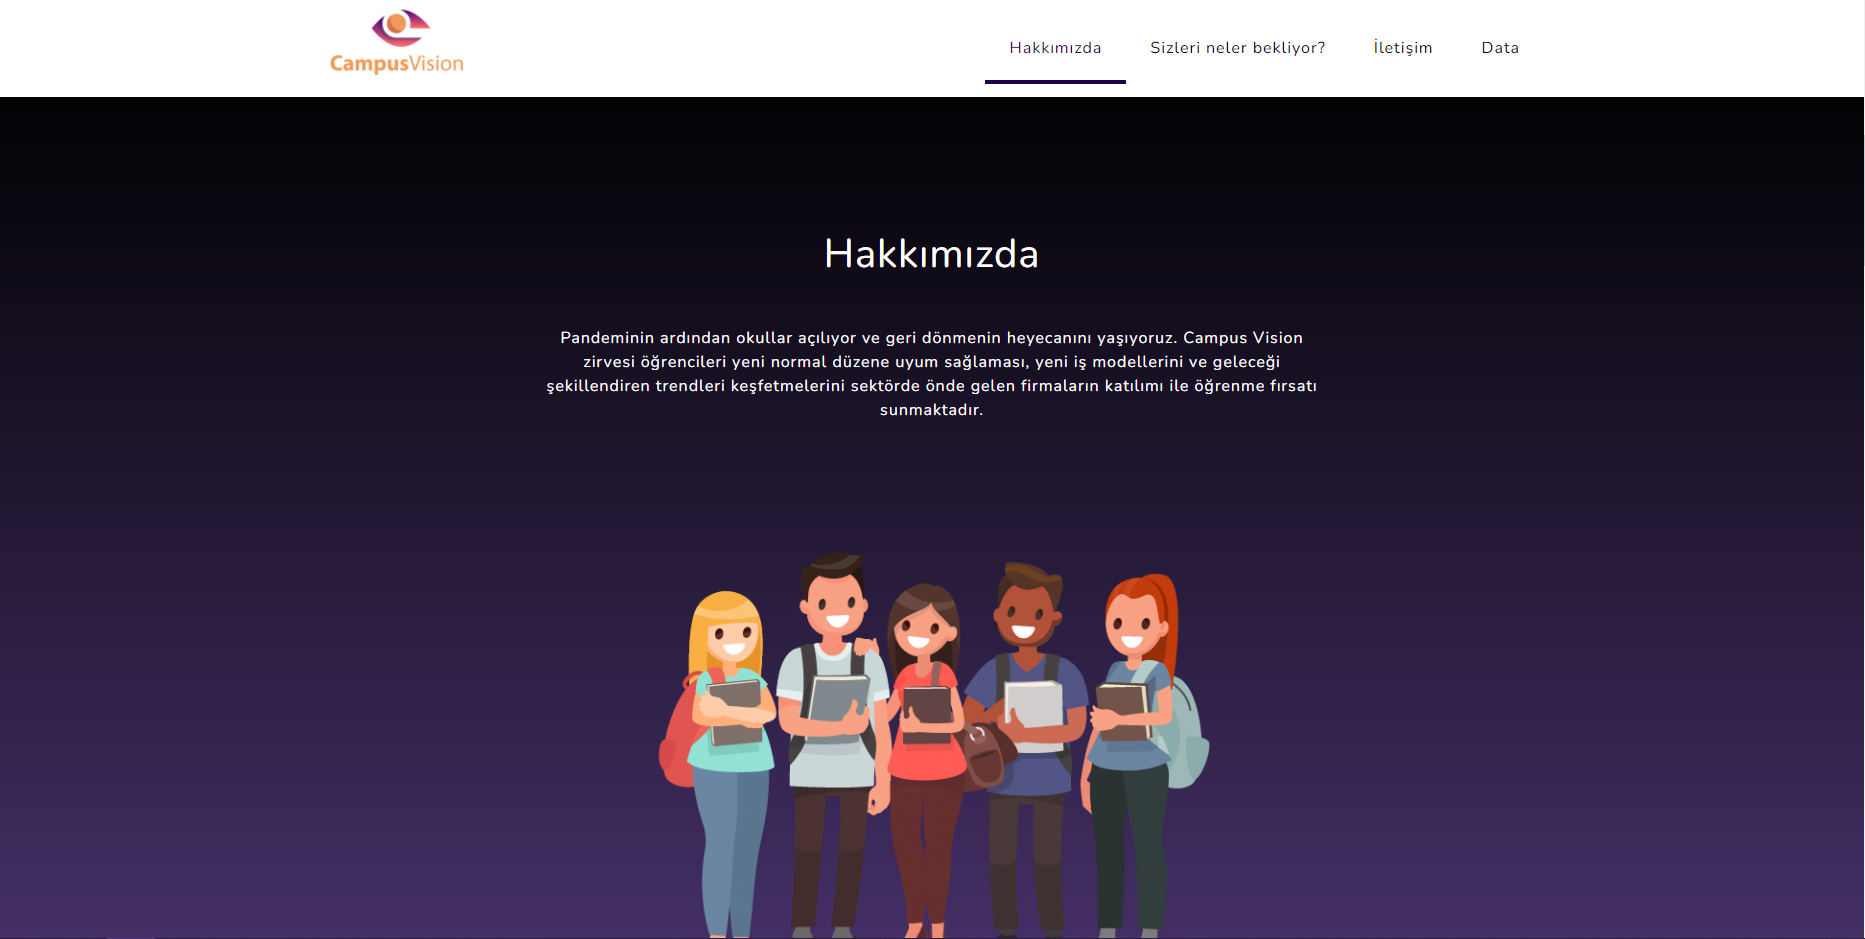 CampusVision
Hakkımızda
Sizleri neler bekliyor?
İletişim
Data
Hakkımızda
Pandeminin ardından okullar açılıyor ve geri dönmenin heyecanını yaşıyoruz. Campus Vision
zirvesi öğrencileri yeni normal düzene uyum sağlaması, yeni iş modellerini ve geleceği
şekillendiren trendleri keşfetmelerini sektörde önde gelen firmaların katılımı ile öğrenme fırsatı
sunmaktadır.